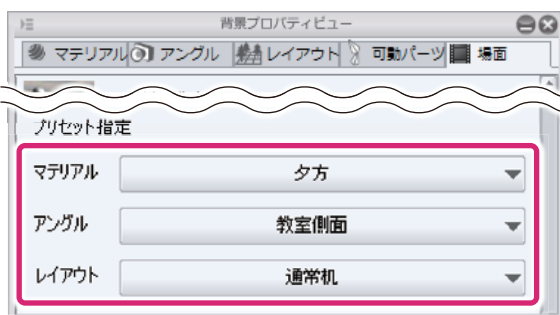 背景プロパティビュー
マテリアル アングル レイアウト 可動パーツ 場面
プリセット指定
マテリアル 夕方
アングル 教室側面
レイアウト 通常机